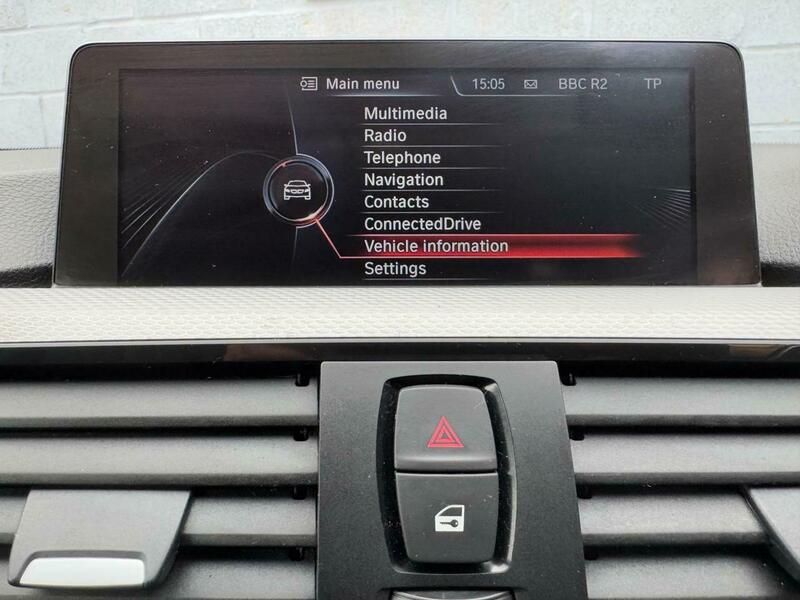 Main menu 15:05 BBC R2 TP
Multimedia
Radio
Telephone
Navigation
Contacts
ConnectedDrive
Vehicle information
Settings